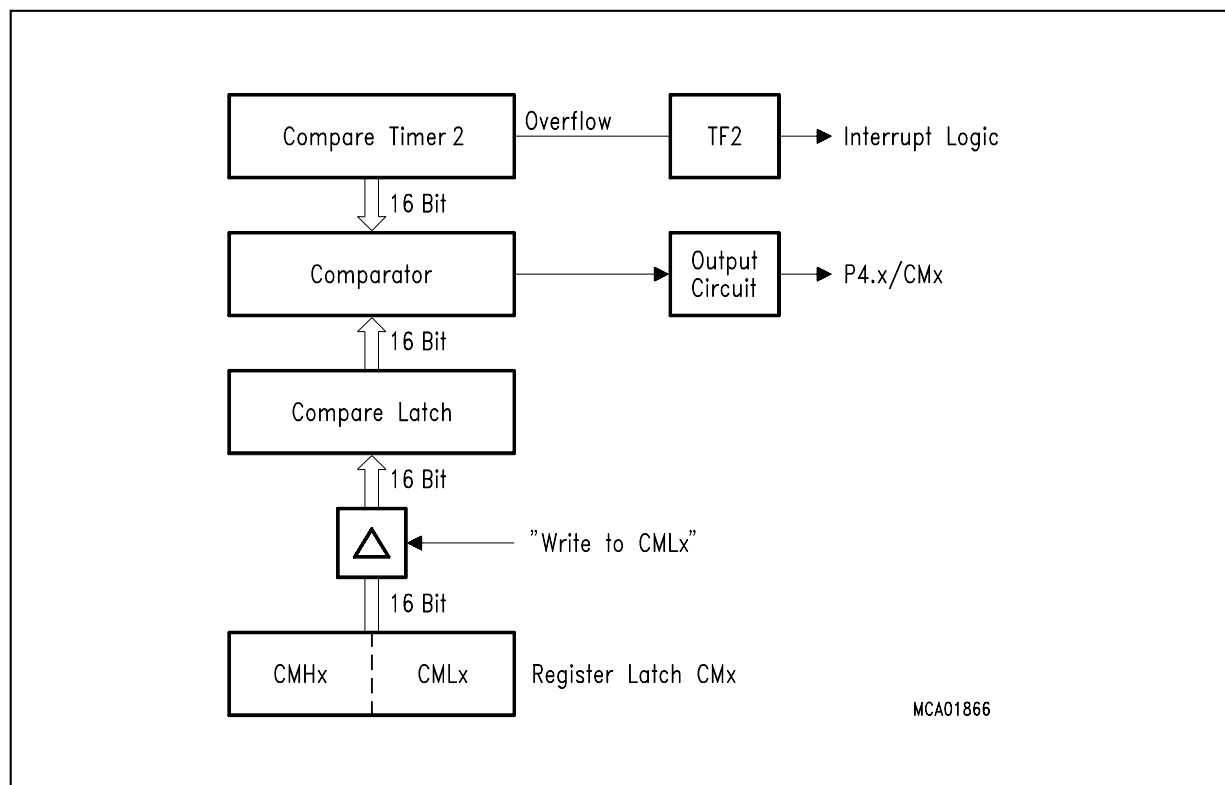 Compare Timer 2
Overflow
TF2
Interrupt Logic
16 Bit
Comparator
Output
Circuit
P4.x/CMx
16 Bit
Compare Latch
16 Bit
"Write to CMLx"
16 Bit
CMHx
CMLx
Register Latch CMx
MCA01866